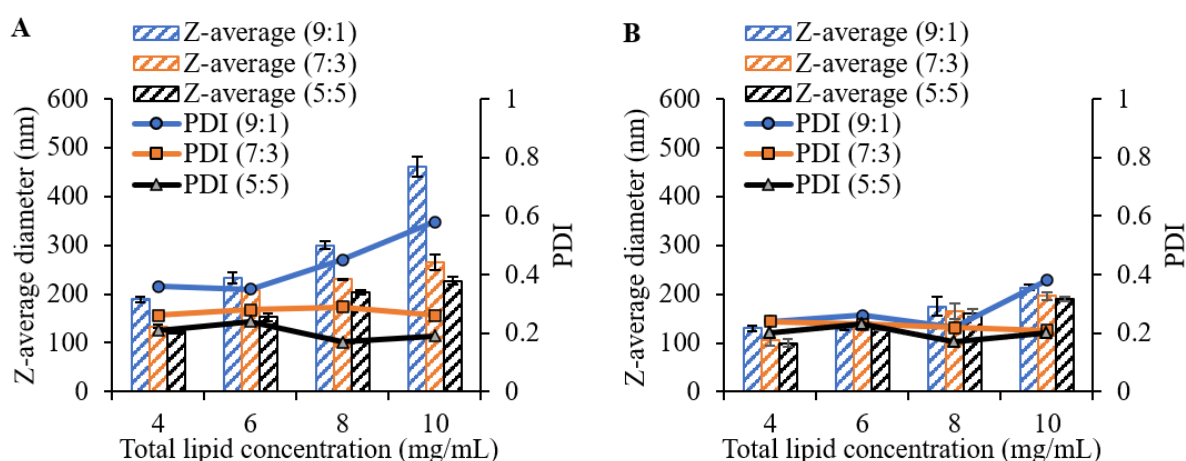 A
Z-average (9:1)
Z-average (7:3)
Z-average (5:5)
PDI (9:1)
PDI (7:3)
PDI (5:5)
Z-average diameter (nm)
600
500
400
300
200
100
0
1
0.8
0.6
0.4
0.2
0
PDI
4 6 8 10
Total lipid concentration (mg/mL)
B
Z-average (9:1)
Z-average (7:3)
Z-average (5:5)
PDI (9:1)
PDI (7:3)
PDI (5:5)
Z-average diameter (nm)
600
500
400
300
200
100
0
1
0.8
0.6
0.4
0.2
0
PDI
4 6 8 10
Total lipid concentration (mg/mL)